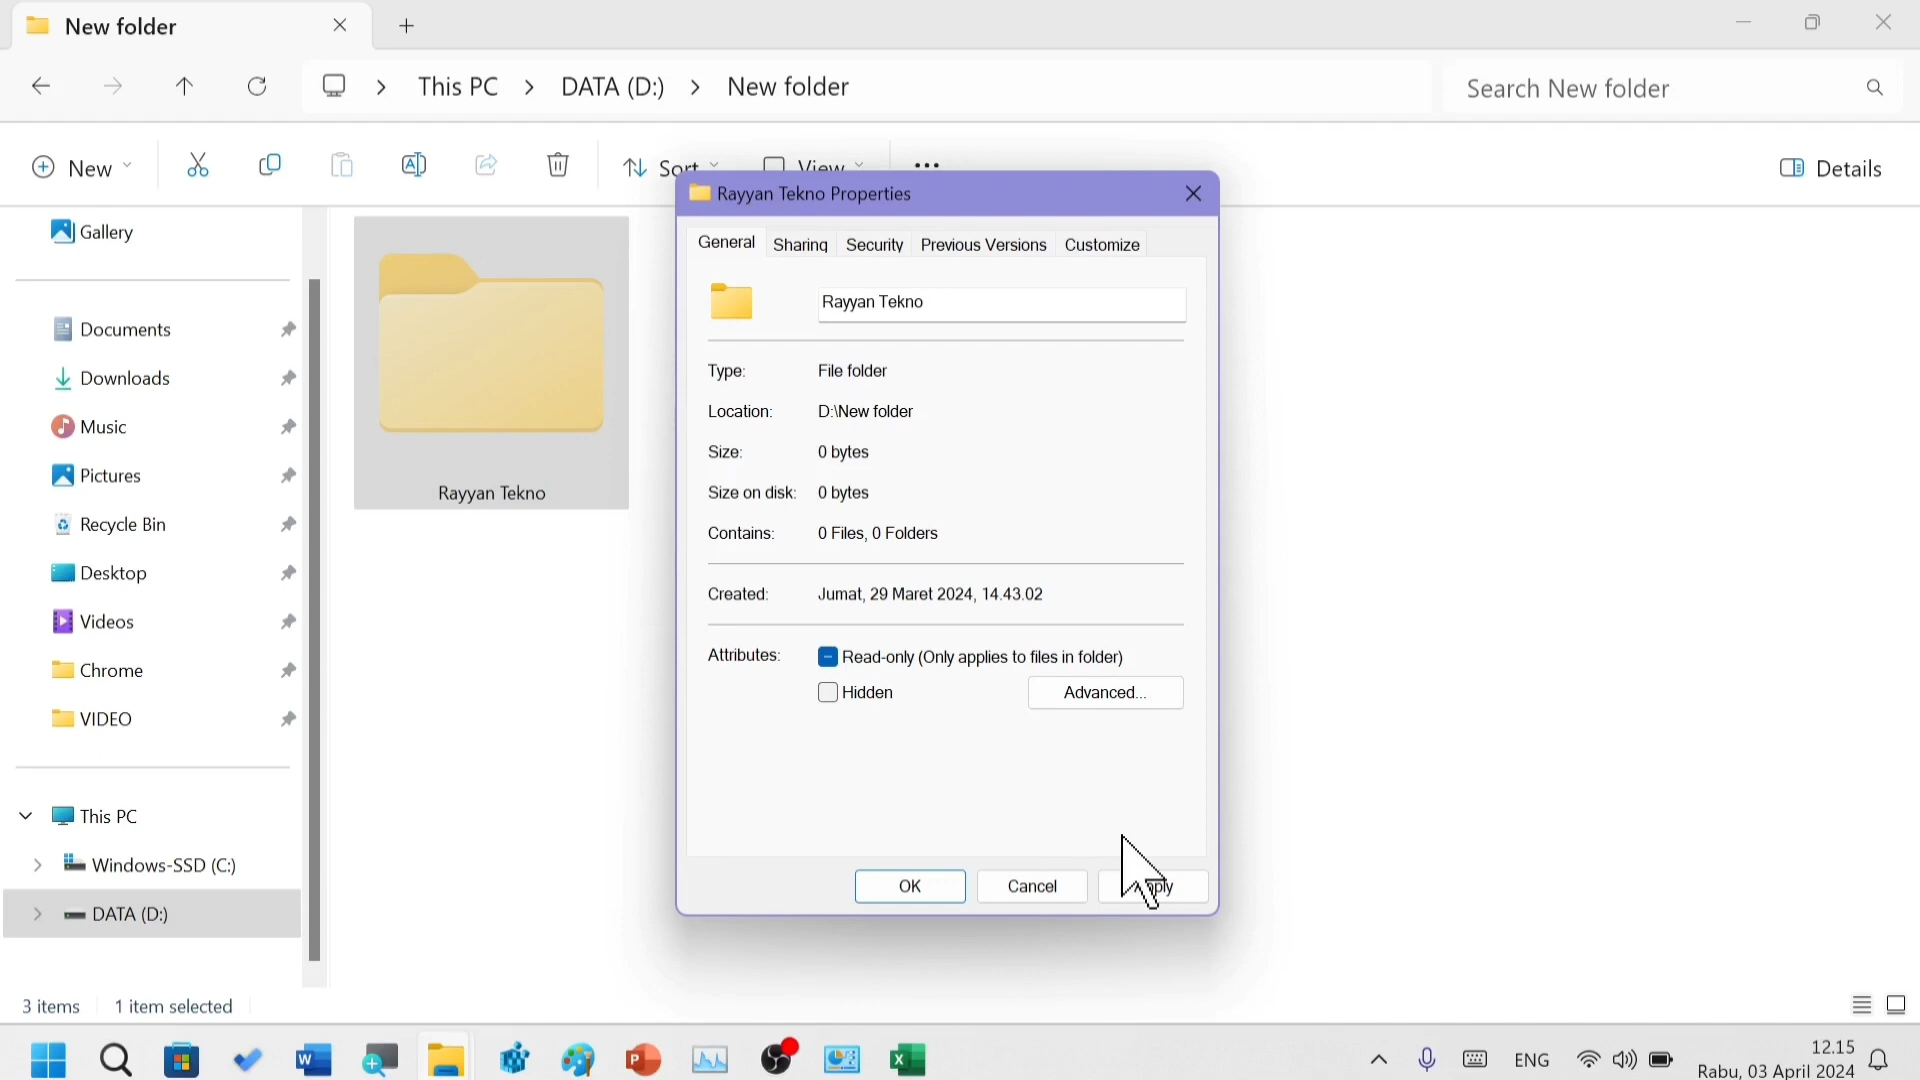 New folder
This PC > DATA (D:) > New folder
Search New folder
New
Sort
View
Details
Rayyan Tekno Properties
General Sharing Security Previous Versions Customize
Gallery
Documents
Downloads
Music
Pictures
Recycle Bin
Desktop
Videos
Chrome
VIDEO
This PC
Windows-SSD (C:)
DATA (D:)
Rayyan Tekno
Rayyan Tekno
Type: File folder
Location: D:\New folder
Size: 0 bytes
Size on disk: 0 bytes
Contains: 0 Files, 0 Folders
Created: Jumat, 29 Maret 2024, 14.43.02
Attributes: Read-only (Only applies to files in folder)
Hidden Advanced...
OK Cancel Apply
3 items 1 item selected
ENG
12.15
Rabu, 03 April 2024